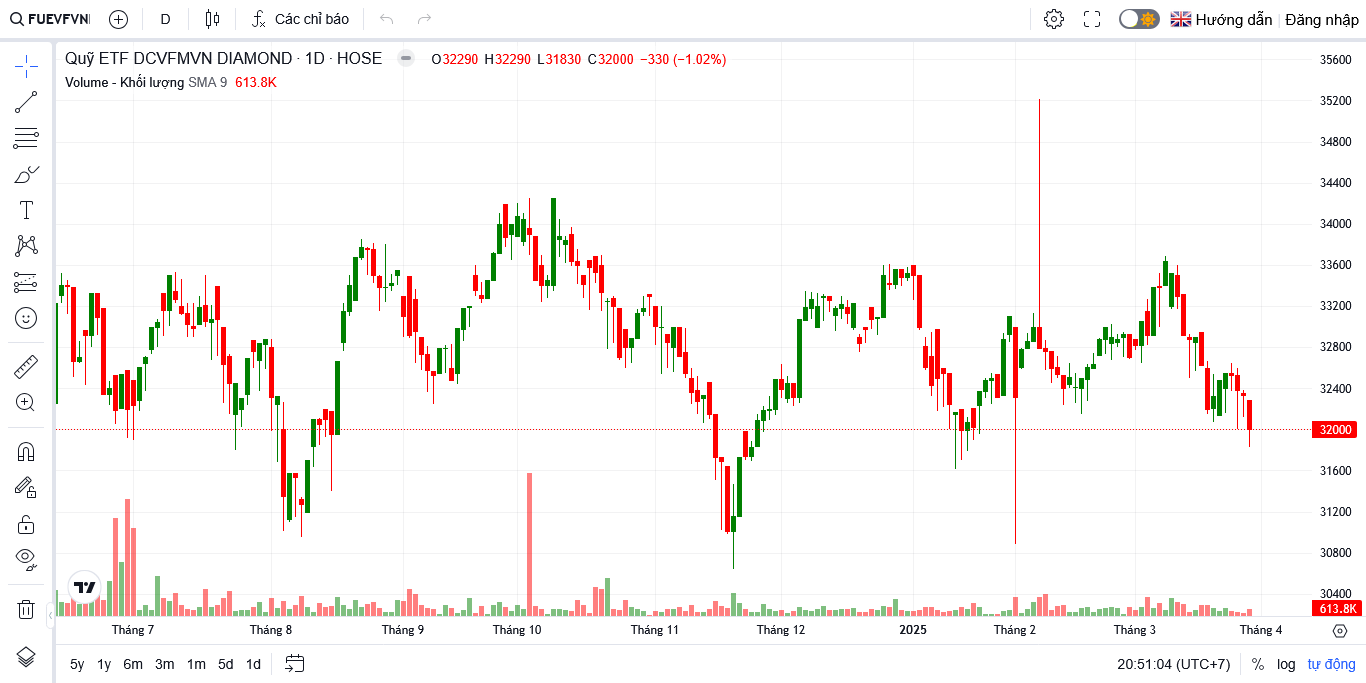 FUEVFVN D Các chỉ báo Hướng dẫn Đăng nhập
Quỹ ETF DCVFMVN DIAMOND · 1D · HOSE O32290 H32290 L31830 C32000 −330 (−1.02%)
Volume - Khối lượng SMA 9 613.8K
35600
35200
34800
34400
34000
33600
33200
32800
32400
32000
31600
31200
30800
30400
613.8K
Tháng 7 Tháng 8 Tháng 9 Tháng 10 Tháng 11 Tháng 12 2025 Tháng 2 Tháng 3 Tháng 4
5y 1y 6m 3m 1m 5d 1d 20:51:04 (UTC+7) % log tự động